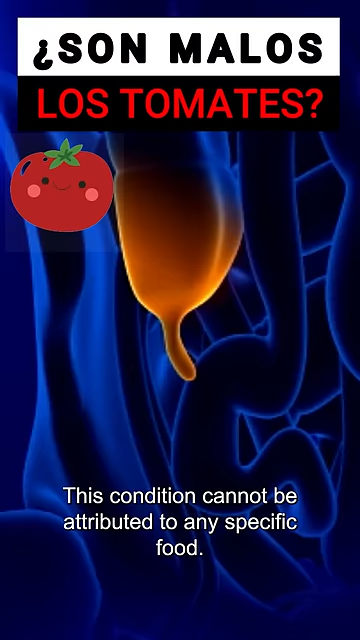 ¿SON MALOS
LOS TOMATES?
This condition cannot be
attributed to any specific
food.